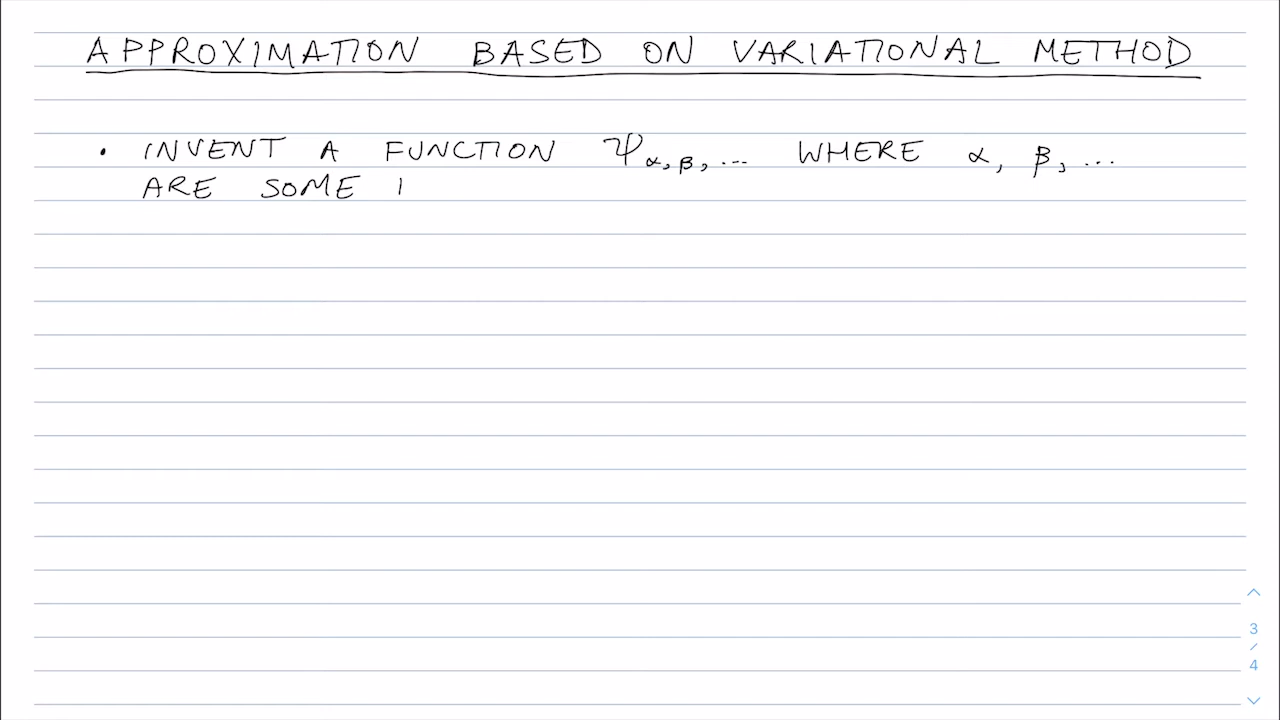 APPROXIMATION BASED ON VARIATIONAL METHOD
• INVENT A FUNCTION Ψα,β,... WHERE α, β, ...
ARE SOME
3
/
4